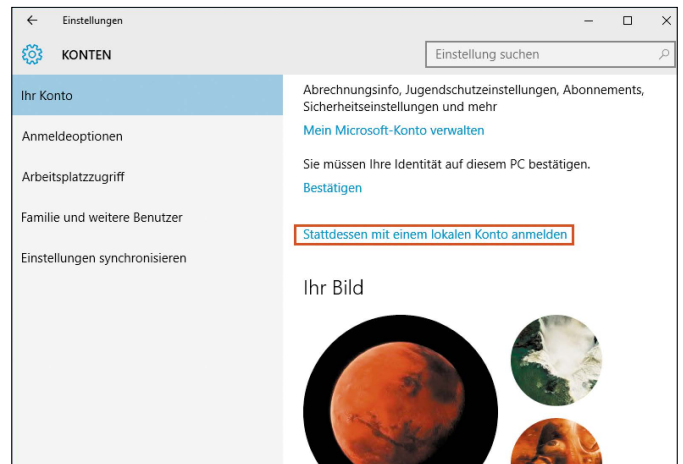 Einstellungen
KONTEN
Einstellung suchen
Ihr Konto
Anmeldeoptionen
Arbeitsplatzzugriff
Familie und weitere Benutzer
Einstellungen synchronisieren
Abrechnungsinfo, Jugendschutzeinstellungen, Abonnements,
Sicherheitseinstellungen und mehr
Mein Microsoft-Konto verwalten
Sie müssen Ihre Identität auf diesem PC bestätigen.
Bestätigen
Stattdessen mit einem lokalen Konto anmelden
Ihr Bild